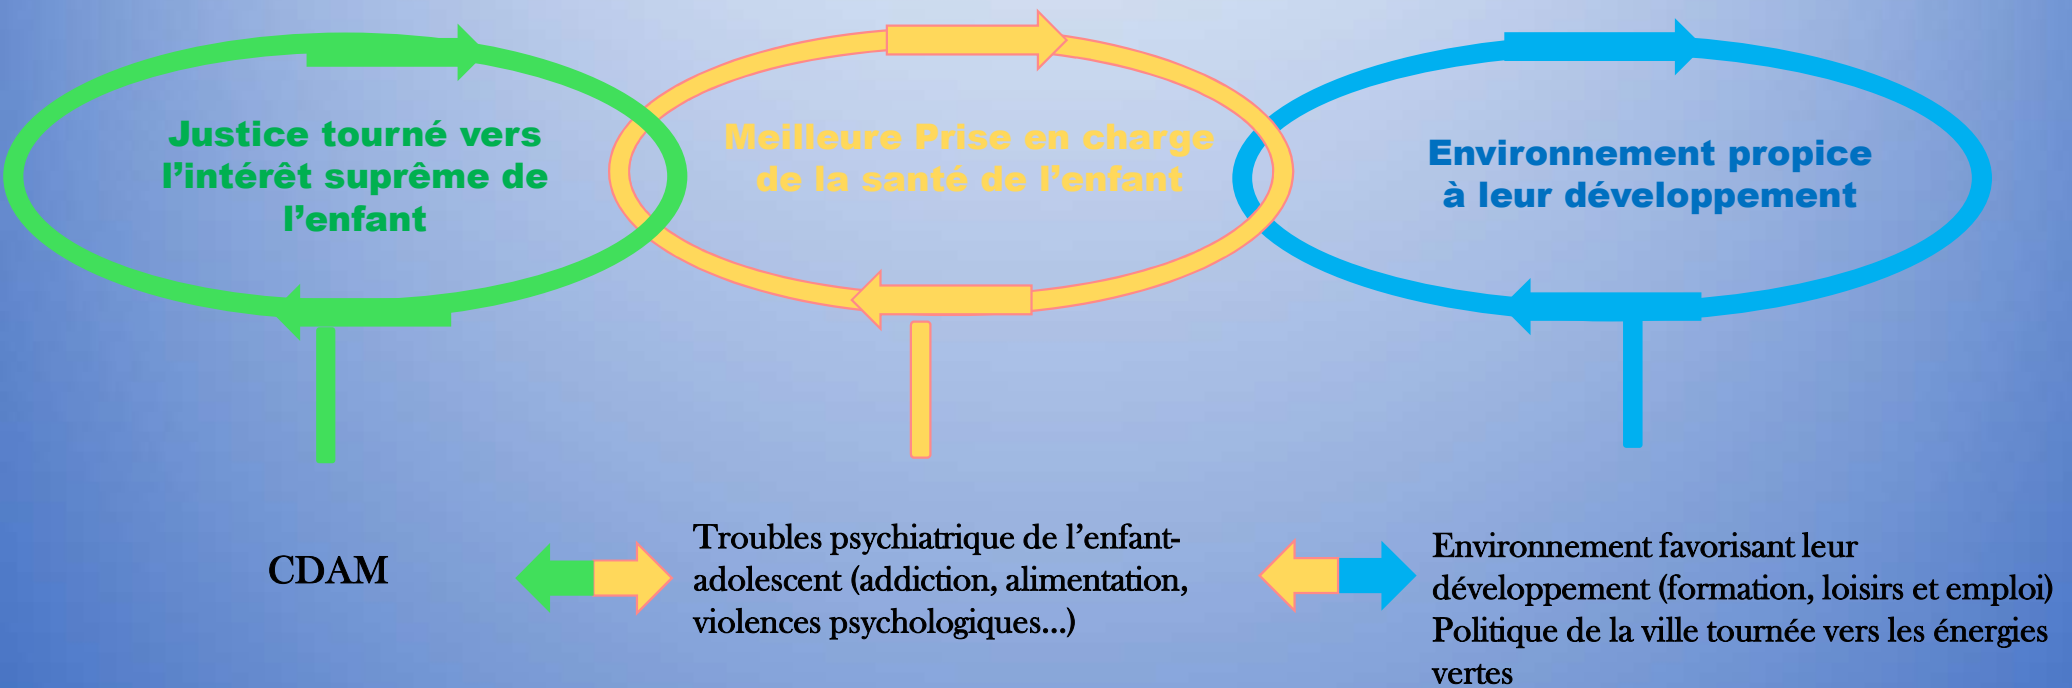 Justice tourné vers
l’intérêt suprême de
l’enfant
Meilleure Prise en charge
de la santé de l’enfant
Environnement propice
à leur développement
CDAM
Troubles psychiatrique de l’enfant-
adolescent (addiction, alimentation,
violences psychologiques...)
Environnement favorisant leur
développement (formation, loisirs et emploi)
Politique de la ville tournée vers les énergies
vertes